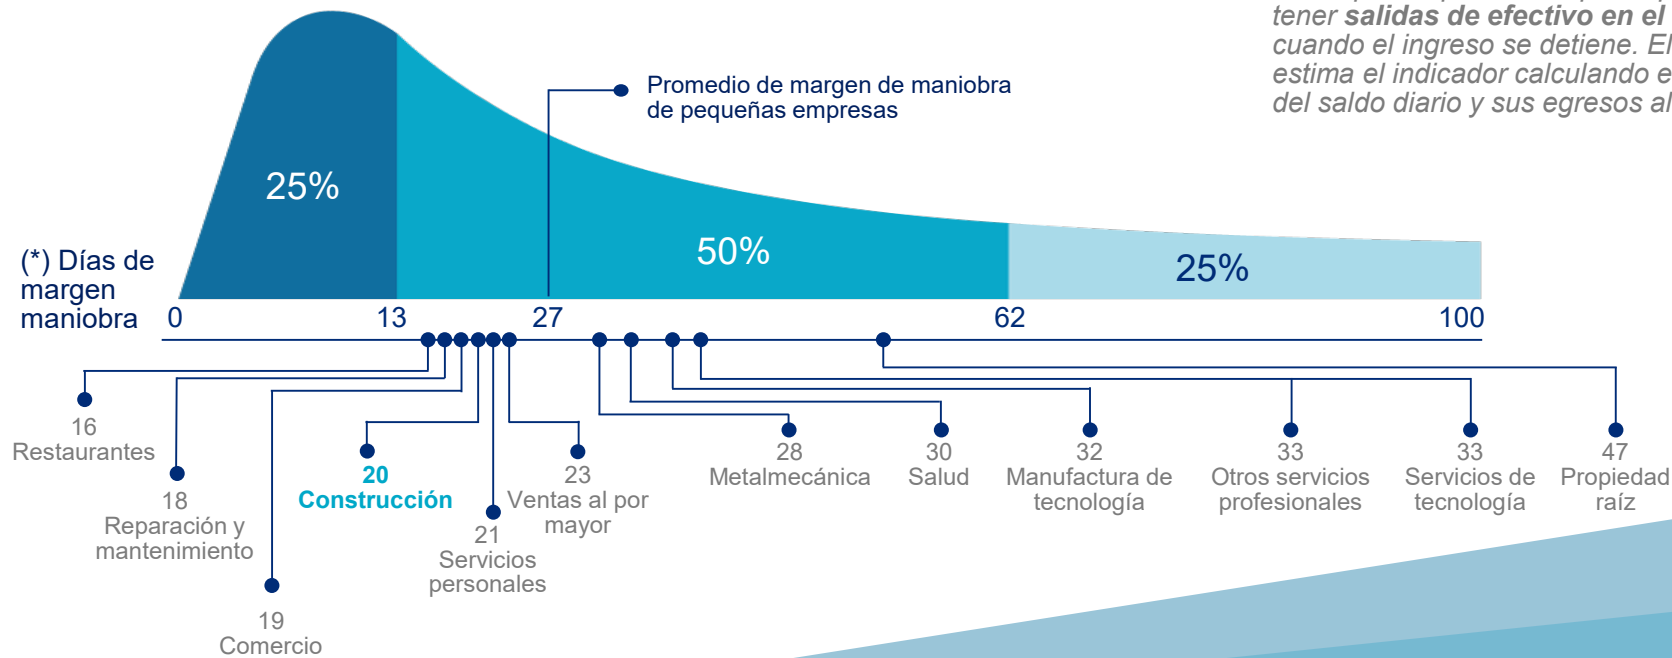 tener salidas de efectivo en el
cuando el ingreso se detiene. El
estima el indicador calculando e
del saldo diario y sus egresos al
Promedio de margen de maniobra
de pequeñas empresas
25%
50%
25%
(*) Días de
margen
maniobra
0
13
27
62
100
16
Restaurantes
18
Reparación y
mantenimiento
19
Comercio
20
Construcción
21
Servicios
personales
23
Ventas al por
mayor
28
Metalmecánica
30
Salud
32
Manufactura de
tecnología
33
Otros servicios
profesionales
33
Servicios de
tecnología
47
Propiedad
raíz